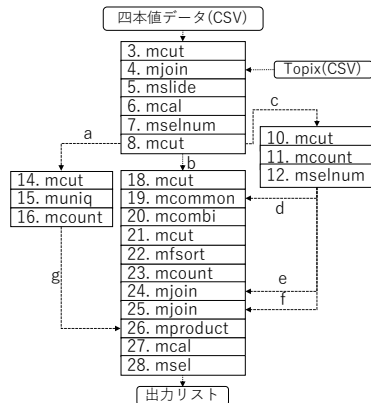 四本値データ(CSV)
3. mcut
4. mjoin
Topix(CSV)
5. mslide
6. mcal
7. mselnum
8. mcut
a
b
c
10. mcut
11. mcount
12. mselnum
14. mcut
15. muniq
16. mcount
18. mcut
19. mcommon
20. mcombi
21. mcut
22. mfsort
23. mcount
24. mjoin
25. mjoin
26. mproduct
27. mcal
28. msel
d
e
f
g
出力リスト